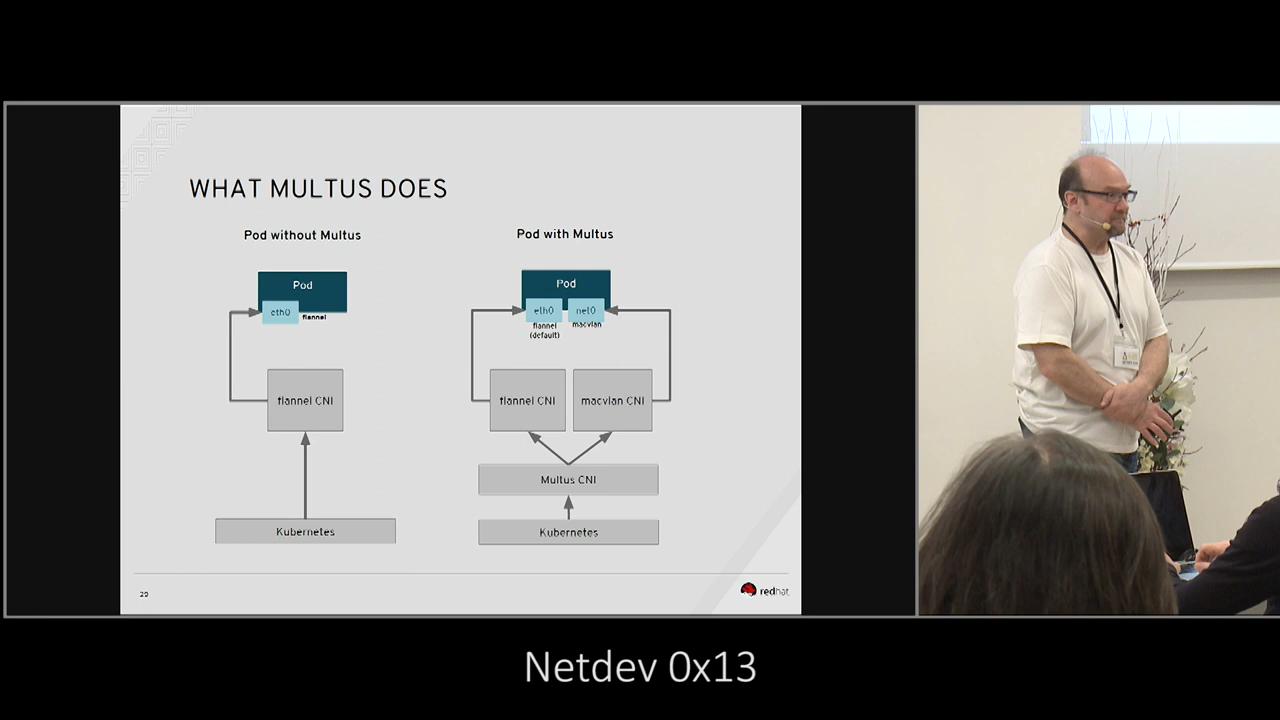 WHAT MULTUS DOES
Pod without Multus
Pod with Multus
Pod
eth0
flannel
flannel CNI
Kubernetes
Pod
eth0
net0
flannel
(default)
macvlan
flannel CNI
macvlan CNI
Multus CNI
Kubernetes
redhat
Netdev 0x13